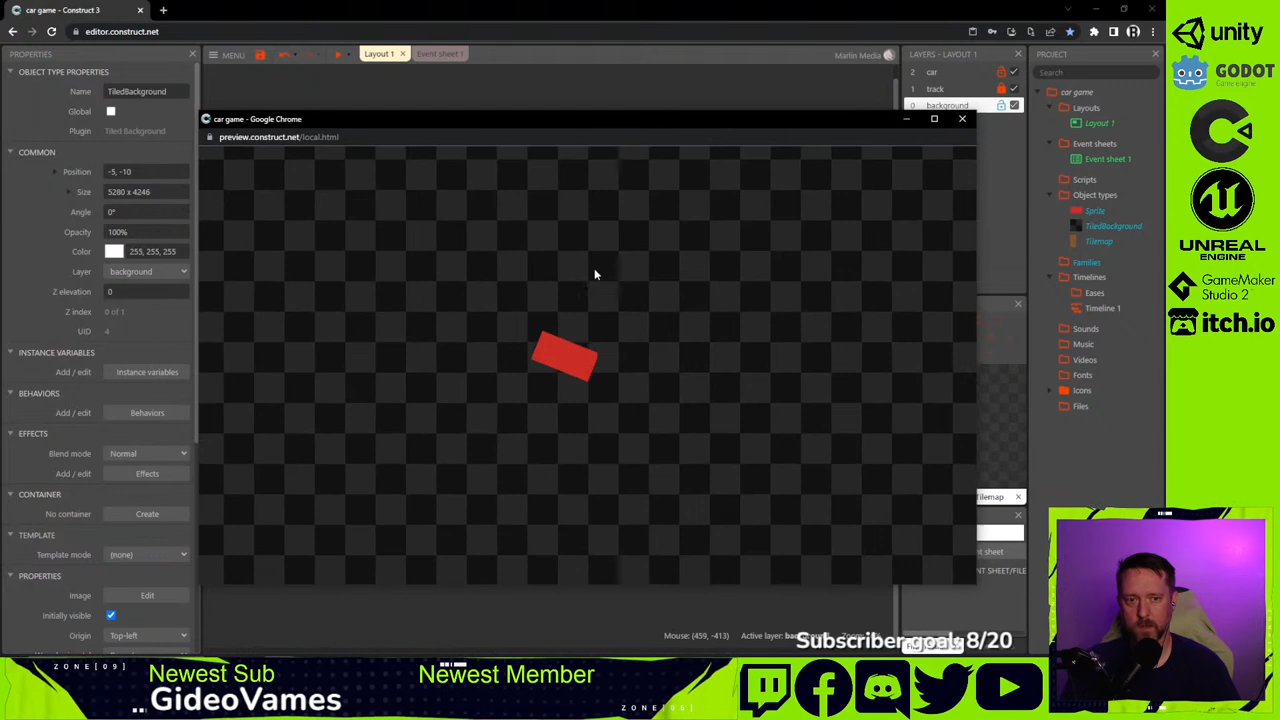 car game - Construct 3
editor.construct.net
PROPERTIES
OBJECT TYPE PROPERTIES
Name TiledBackground
Global
Plugin Tiled Background
COMMON
Position -5, -10
Size 5280 x 4246
Angle 0°
Opacity 100%
Color 255, 255, 255
Layer background
Z elevation 0
Z index 0 of 1
UID 4
INSTANCE VARIABLES
Add / edit Instance variables
BEHAVIORS
Add / edit Behaviors
EFFECTS
Blend mode Normal
Add / edit Effects
CONTAINER
No container Create
TEMPLATE
Template mode (none)
PROPERTIES
Image Edit
Initially visible
Origin Top-left
MENU
Layout 1
Event sheet 1
Marlin Media
car game - Google Chrome
preview.construct.net/local.html
LAYERS - LAYOUT 1
2 car
1 track
0 background
Tilemap
sheet
ENT SHEET/FILE
Mouse: (459, -413)
PROJECT
Search
car game
Layouts
Layout 1
Event sheets
Event sheet 1
Scripts
Object types
Sprite
TiledBackground
Tilemap
Families
Timelines
Eases
Timeline 1
Sounds
Music
Videos
Fonts
Icons
Files
unity
GODOT
Game engine
UNREAL
ENGINE
GameMaker
Studio 2
itch.io
Subscriber goal: 8/20
ZONE[09]
Newest Sub
GideoVames
Newest Member